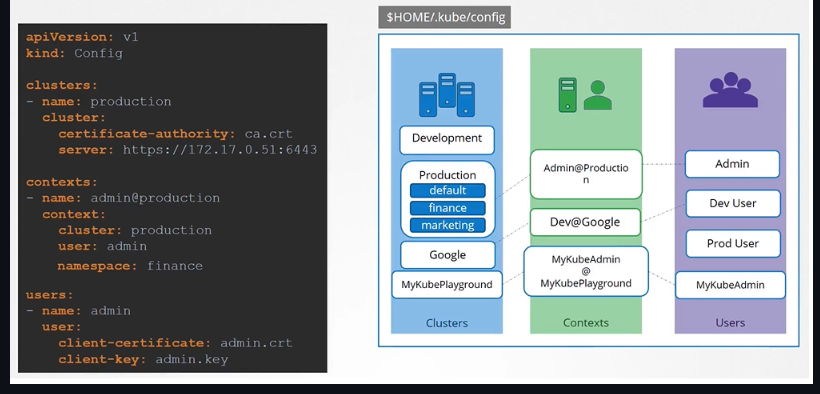 $HOME/.kube/config
apiVersion: v1
kind: Config
clusters:
- name: production
cluster:
certificate-authority: ca.crt
server: https://172.17.0.51:6443
contexts:
- name: admin@production
context:
cluster: production
user: admin
namespace: finance
users:
- name: admin
user:
client-certificate: admin.crt
client-key: admin.key
Development
Production
default
finance
marketing
Google
MyKubePlayground
Clusters
Admin@Productio
n
Dev@Google
MyKubeAdmin
@
MyKubePlayground
Contexts
Admin
Dev User
Prod User
MyKubeAdmin
Users